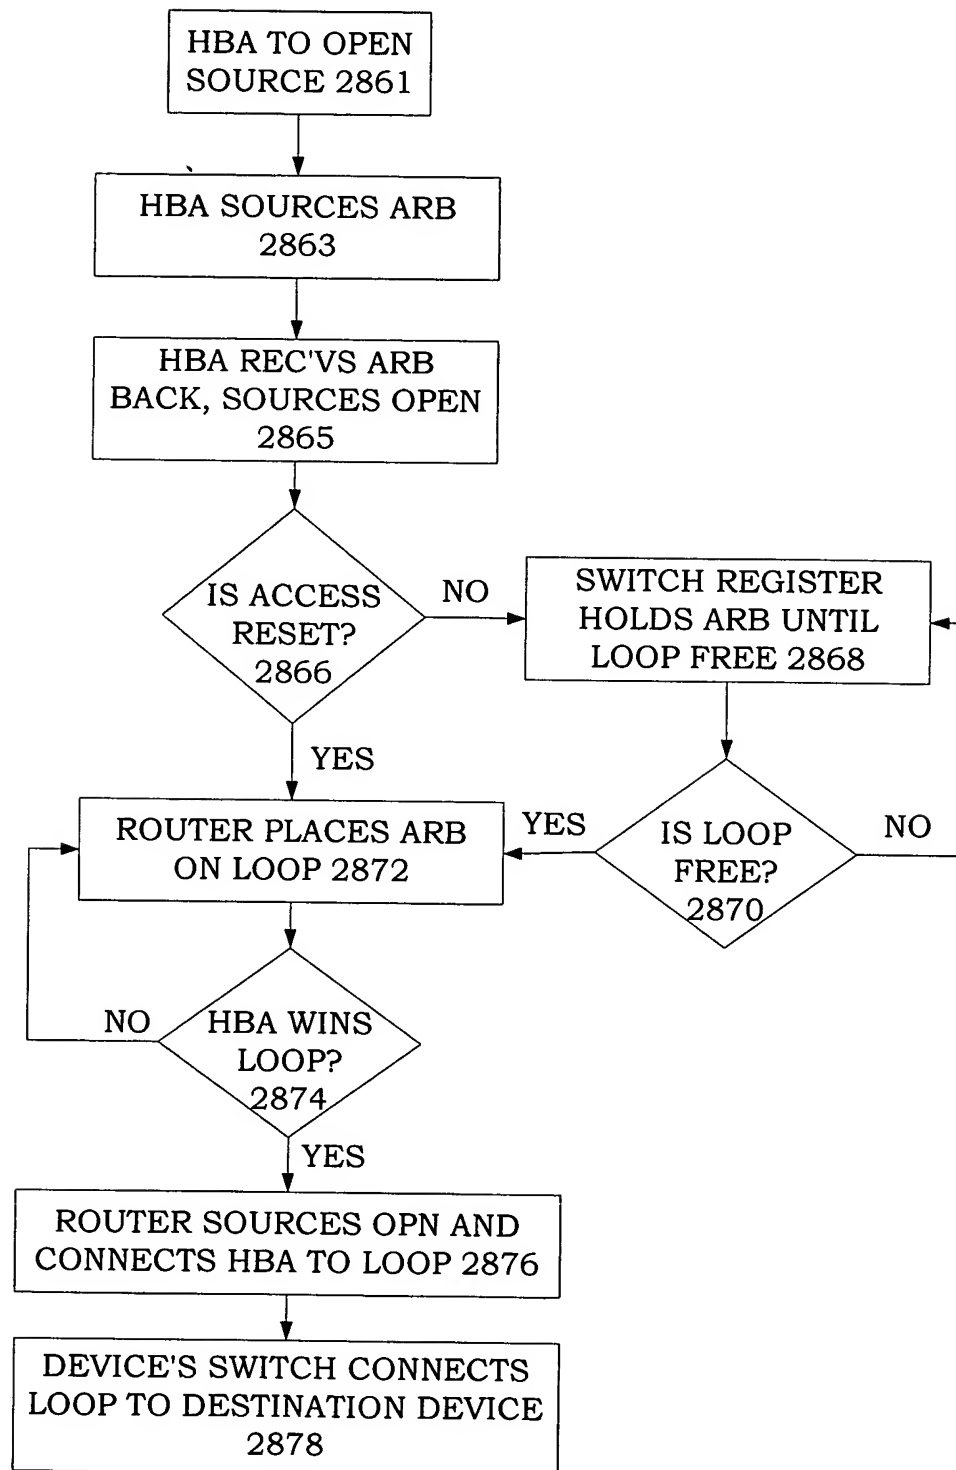 HBA TO OPEN
SOURCE 2861
HBA SOURCES ARB
2863
HBA REC'VS ARB
BACK, SOURCES OPEN
2865
IS ACCESS
RESET?
2866
NO
SWITCH REGISTER
HOLDS ARB UNTIL
LOOP FREE 2868
YES
ROUTER PLACES ARB
ON LOOP 2872
YES
IS LOOP
FREE?
2870
NO
NO
HBA WINS
LOOP?
2874
YES
ROUTER SOURCES OPN AND
CONNECTS HBA TO LOOP 2876
DEVICE'S SWITCH CONNECTS
LOOP TO DESTINATION DEVICE
2878